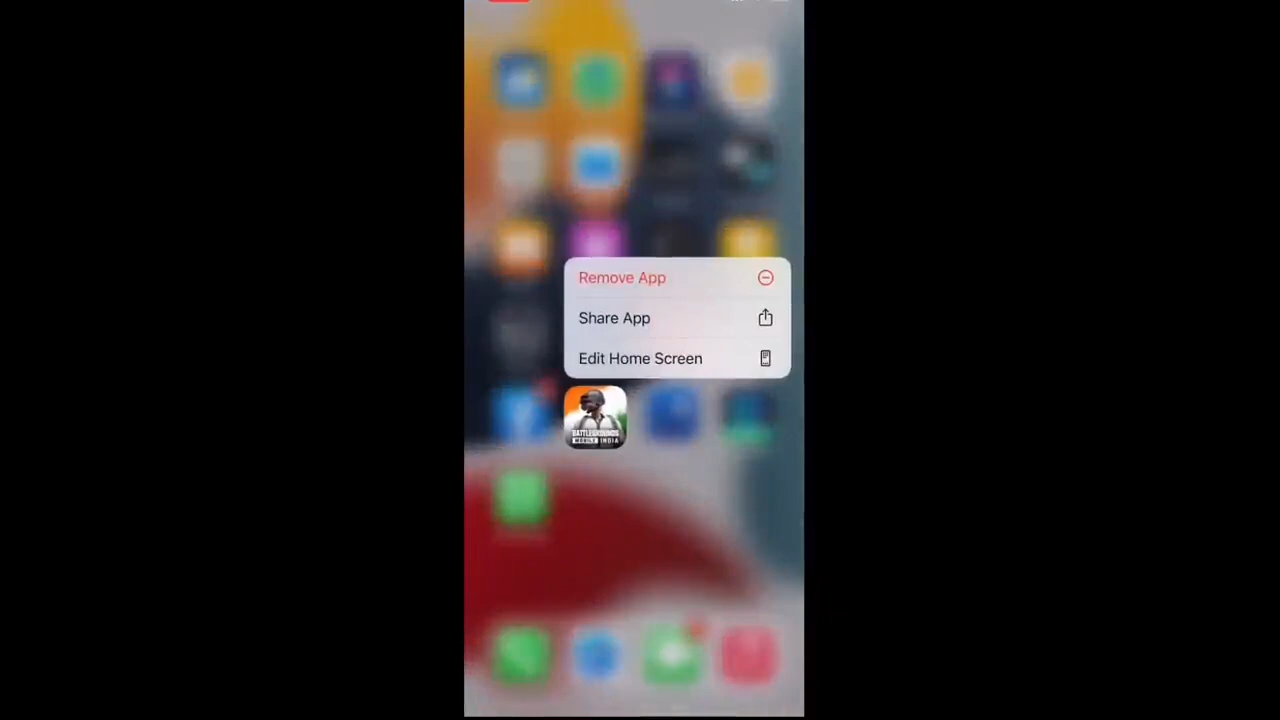 Remove App
Share App
Edit Home Screen
BATTLEGROUNDS
MOBILE INDIA